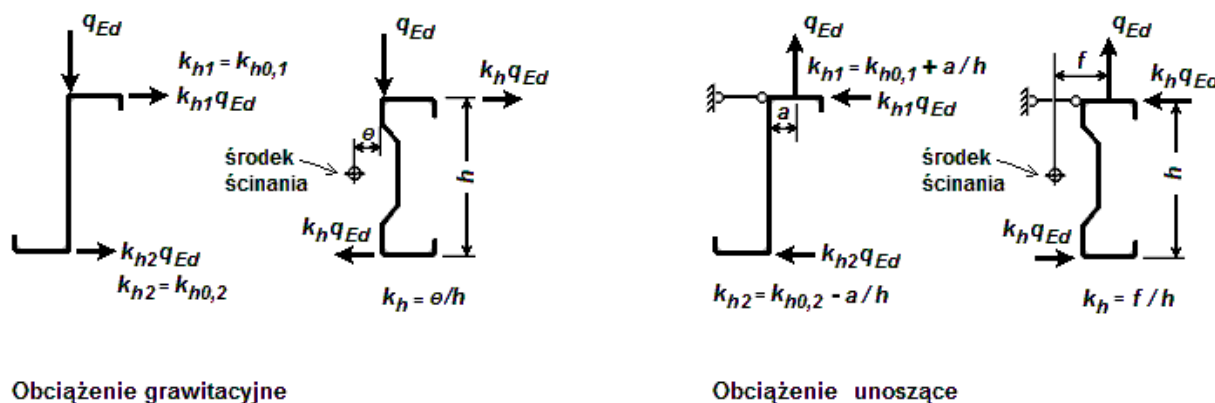 q_Ed
k_h1 = k_h0,1
k_h1 q_Ed
k_h2 q_Ed
k_h2 = k_h0,2
q_Ed
k_h q_Ed
e
środek
ścinania
h
k_h q_Ed
k_h = e/h
q_Ed
k_h1 = k_h0,1 + a / h
k_h1 q_Ed
a
k_h2 q_Ed
k_h2 = k_h0,2 - a / h
q_Ed
f
k_h q_Ed
środek
ścinania
h
k_h q_Ed
k_h = f / h
Obciążenie grawitacyjne
Obciążenie unoszące